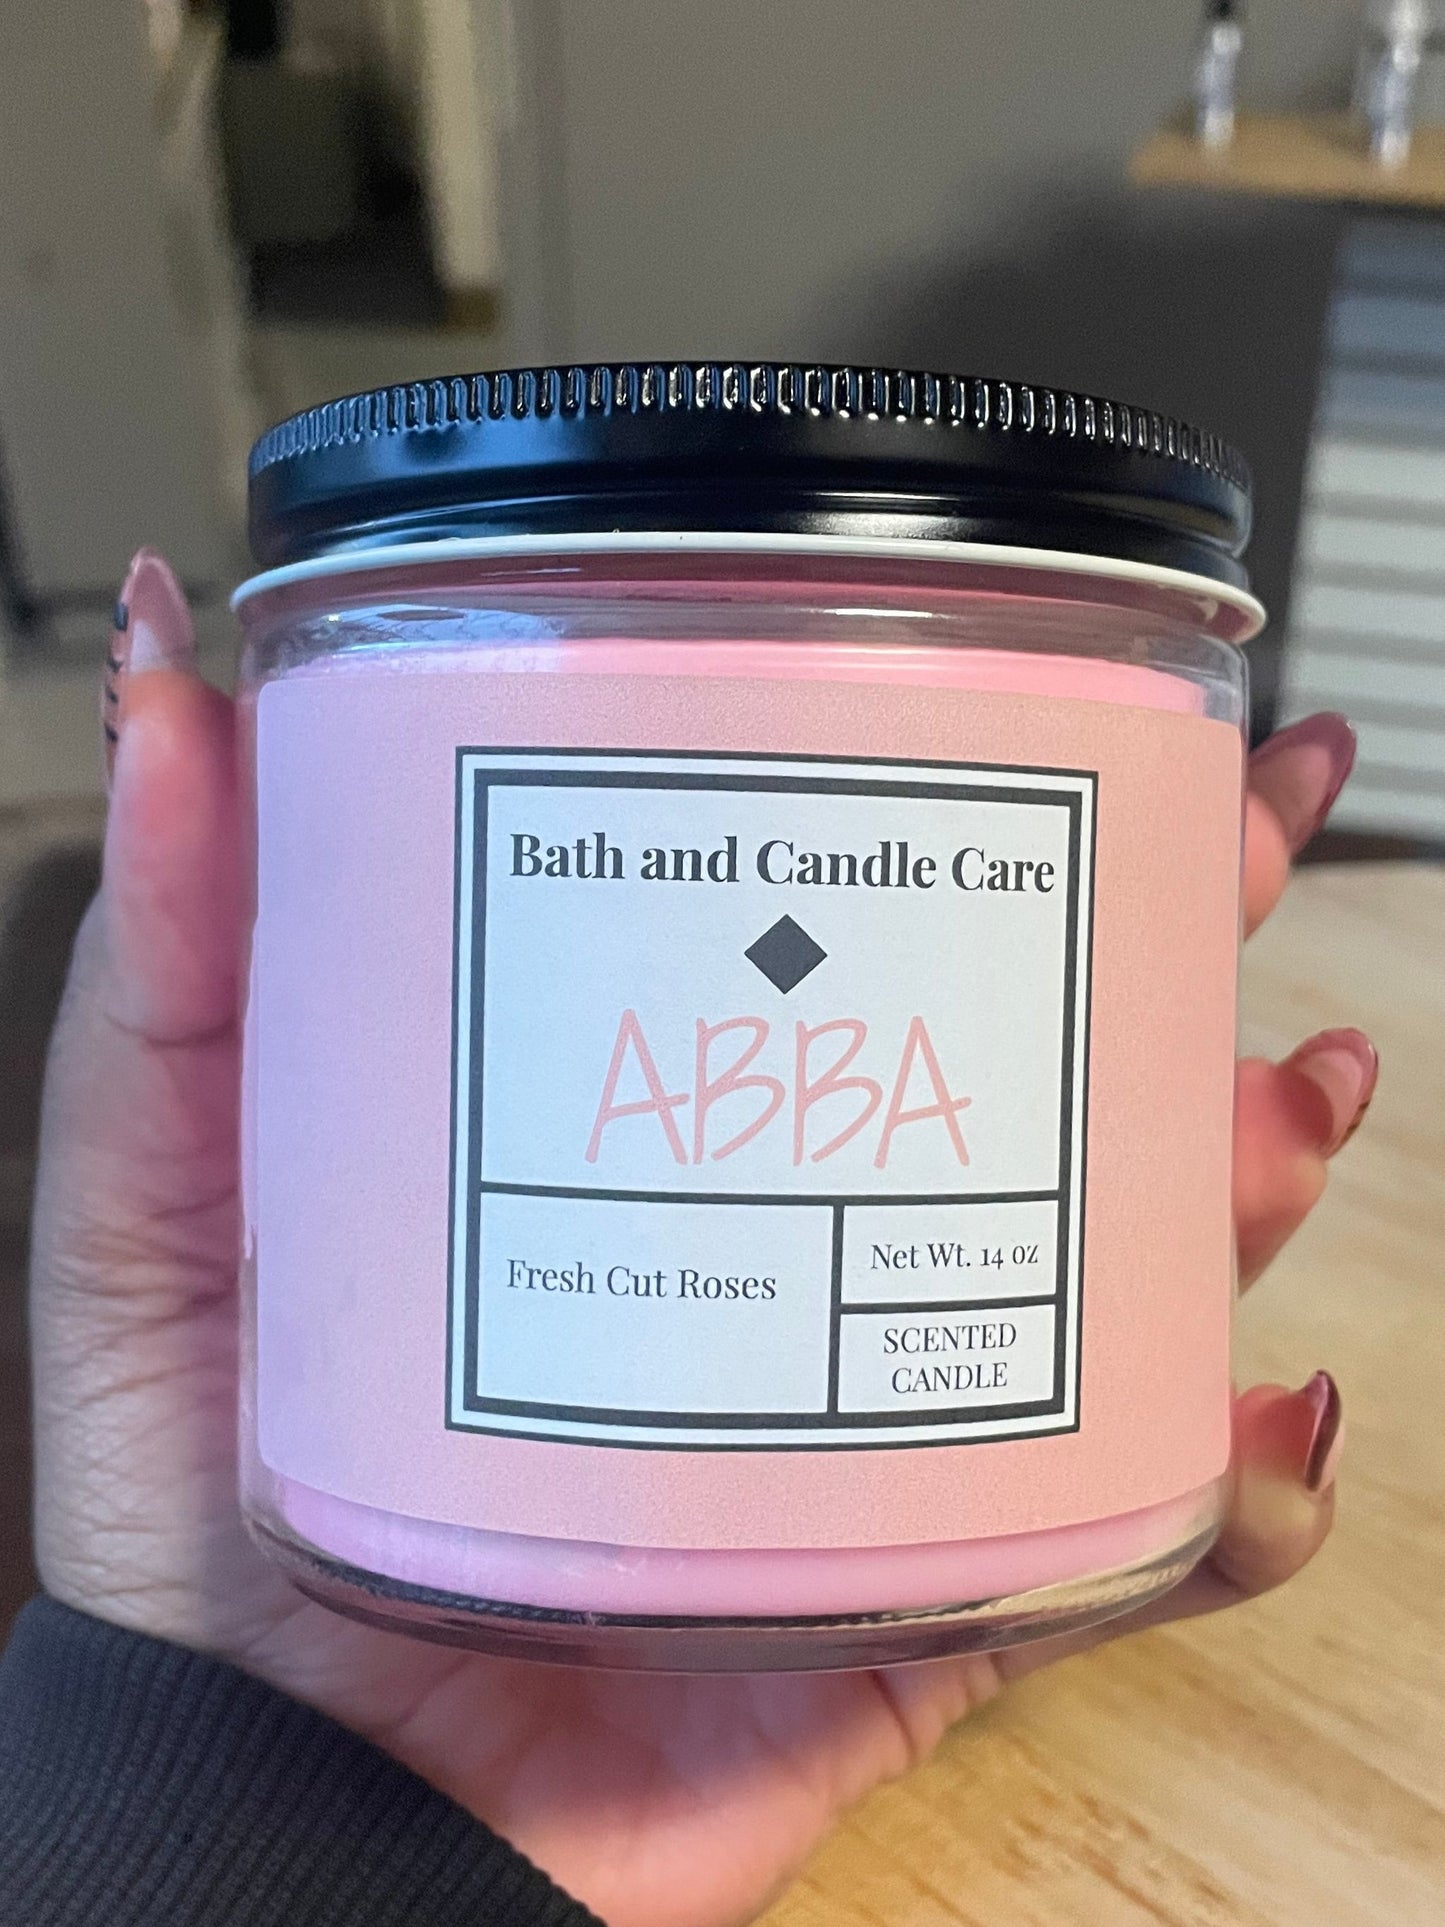 Bath and Candle Care
ABBA
Fresh Cut Roses
Net Wt. 14 oz
SCENTED
CANDLE